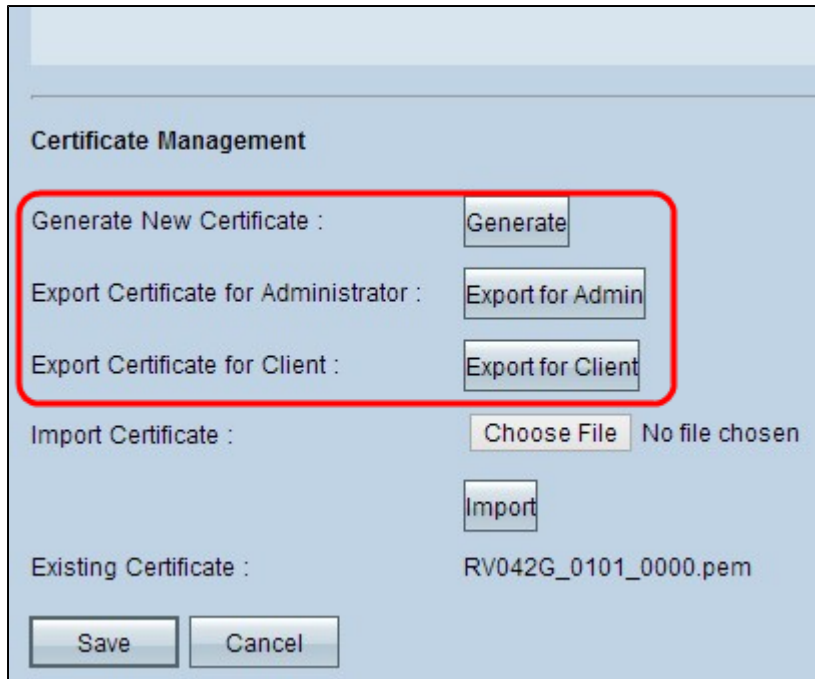 Certificate Management
Generate New Certificate : Generate
Export Certificate for Administrator : Export for Admin
Export Certificate for Client : Export for Client
Import Certificate : Choose File No file chosen
Import
Existing Certificate : RV042G_0101_0000.pem
Save Cancel